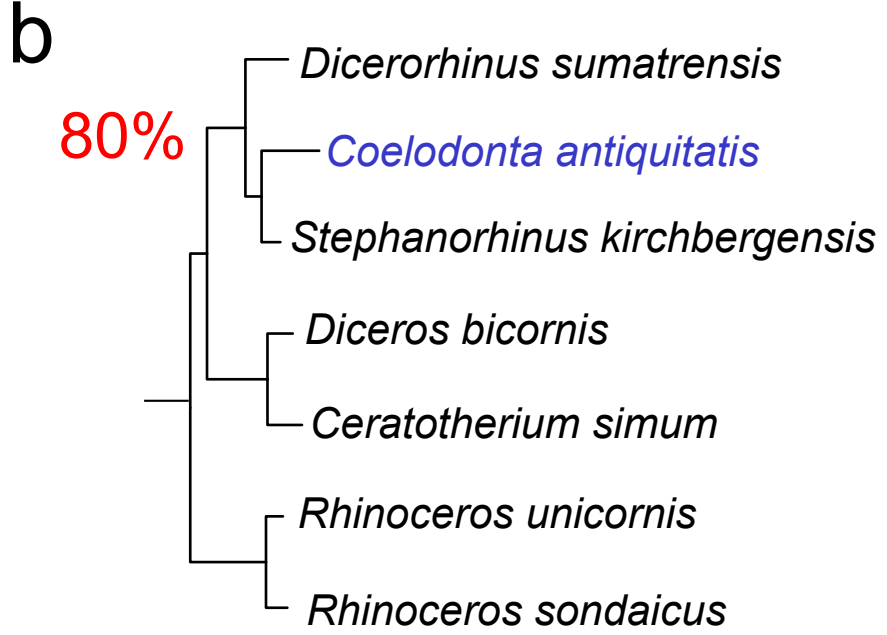 b
Dicerorhinus sumatrensis
80%
Coelodonta antiquitatis
Stephanorhinus kirchbergensis
Diceros bicornis
Ceratotherium simum
Rhinoceros unicornis
Rhinoceros sondaicus